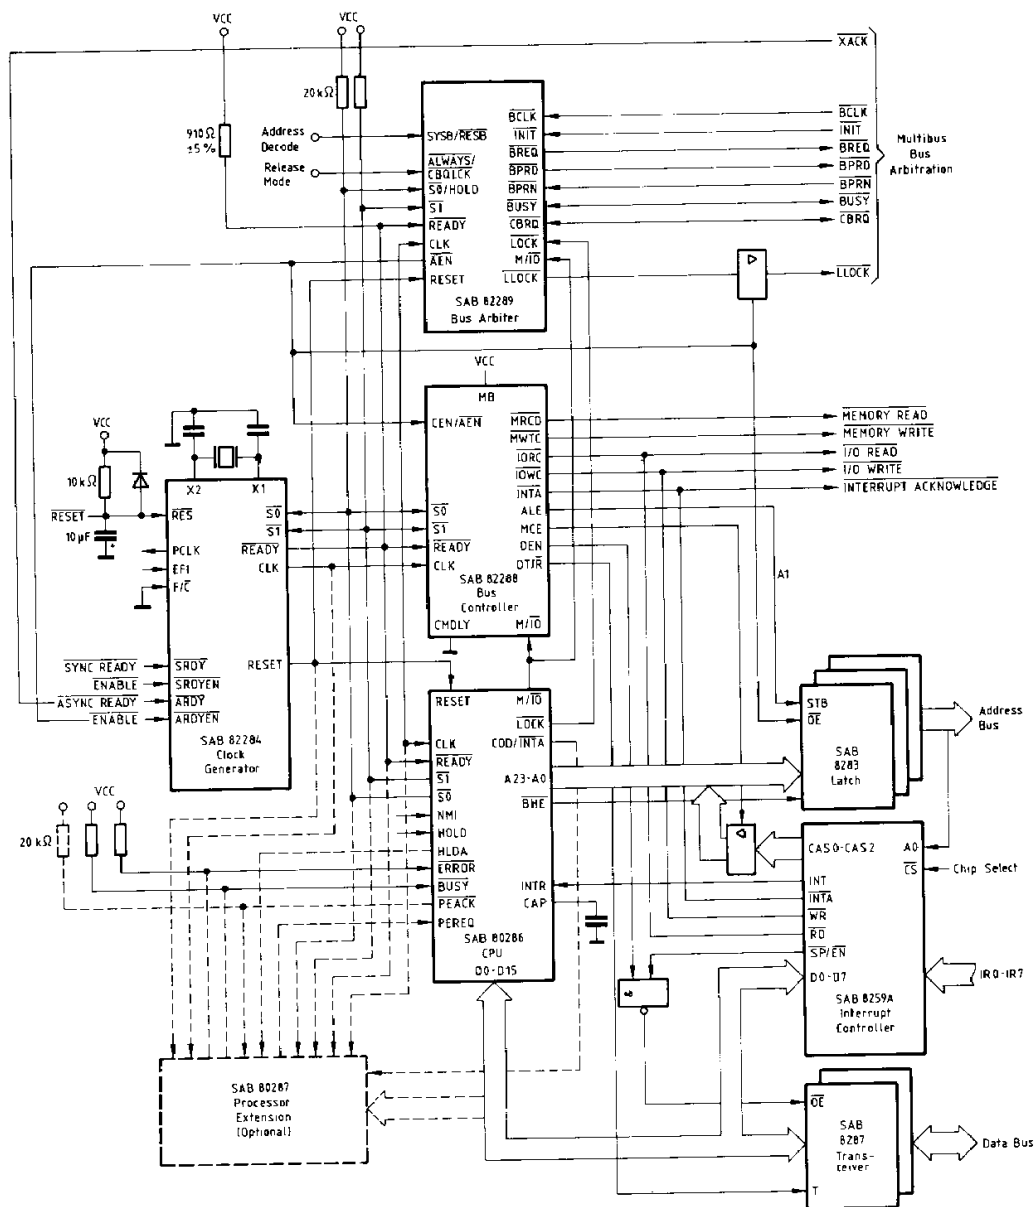 VCC
VCC
XACK
20kΩ
910Ω
±5%
Address
Decode
Release
Mode
SYSB/RESB
ALWAYS/
CBQLCK
S0/HOLD
S1
READY
CLK
AEN
RESET
BCLK
INIT
BREQ
BPRO
BPRN
BUSY
CBRQ
LOCK
M/IO
LLOCK
SAB 82289
Bus Arbiter
BCLK
INIT
BREQ
BPRO
BPRN
BUSY
CBRQ
LLOCK
Multibus
Bus
Arbitration
VCC
MB
CEN/AEN
S0
S1
READY
CLK
CMDLY
MRCD
MWTC
IORC
IOWC
INTA
ALE
MCE
DEN
DT/R
M/IO
SAB 82288
Bus
Controller
MEMORY READ
MEMORY WRITE
I/O READ
I/O WRITE
INTERRUPT ACKNOWLEDGE
A1
VCC
10kΩ
RESET
10µF
+
X2
X1
RES
PCLK
EFI
F/C
S0
S1
READY
CLK
RESET
SYNC READY
ENABLE
ASYNC READY
ENABLE
SRDY
SRDYEN
ARDY
ARDYEN
SAB 82284
Clock
Generator
VCC
20kΩ
RESET
CLK
READY
S1
S0
NMI
HOLD
HLDA
ERROR
BUSY
PEACK
PEREQ
M/IO
LOCK
COD/INTA
A23-A0
BHE
INTR
CAP
SAB 80286
CPU
D0-D15
STB
OE
SAB
8283
Latch
Address
Bus
CAS0-CAS2
INT
INTA
WR
RD
SP/EN
D0-D7
A0
CS
Chip Select
IR0-IR7
SAB 8259A
Interrupt
Controller
&
SAB 80287
Processor
Extension
(Optional)
OE
SAB
8287
Trans-
ceiver
T
Data Bus